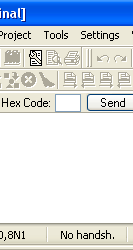 inal]
Project Tools Settings
Hex Code: Send
0,8N1 No handsh.